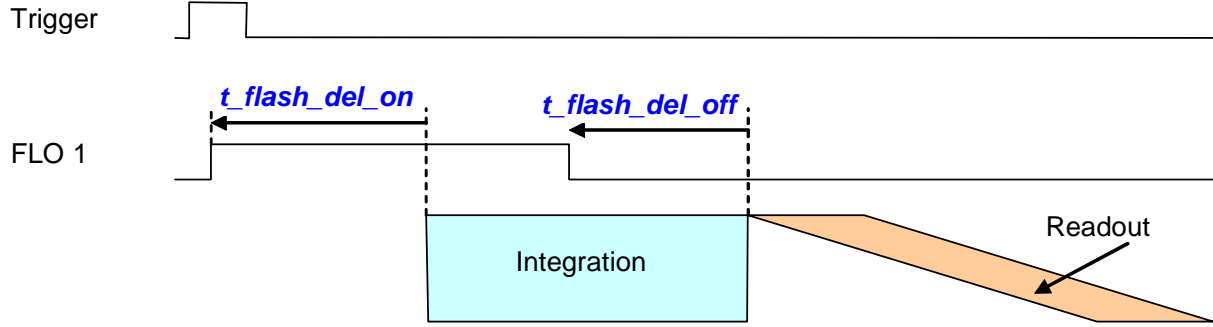 Trigger
t_flash_del_on
t_flash_del_off
FLO 1
Readout
Integration